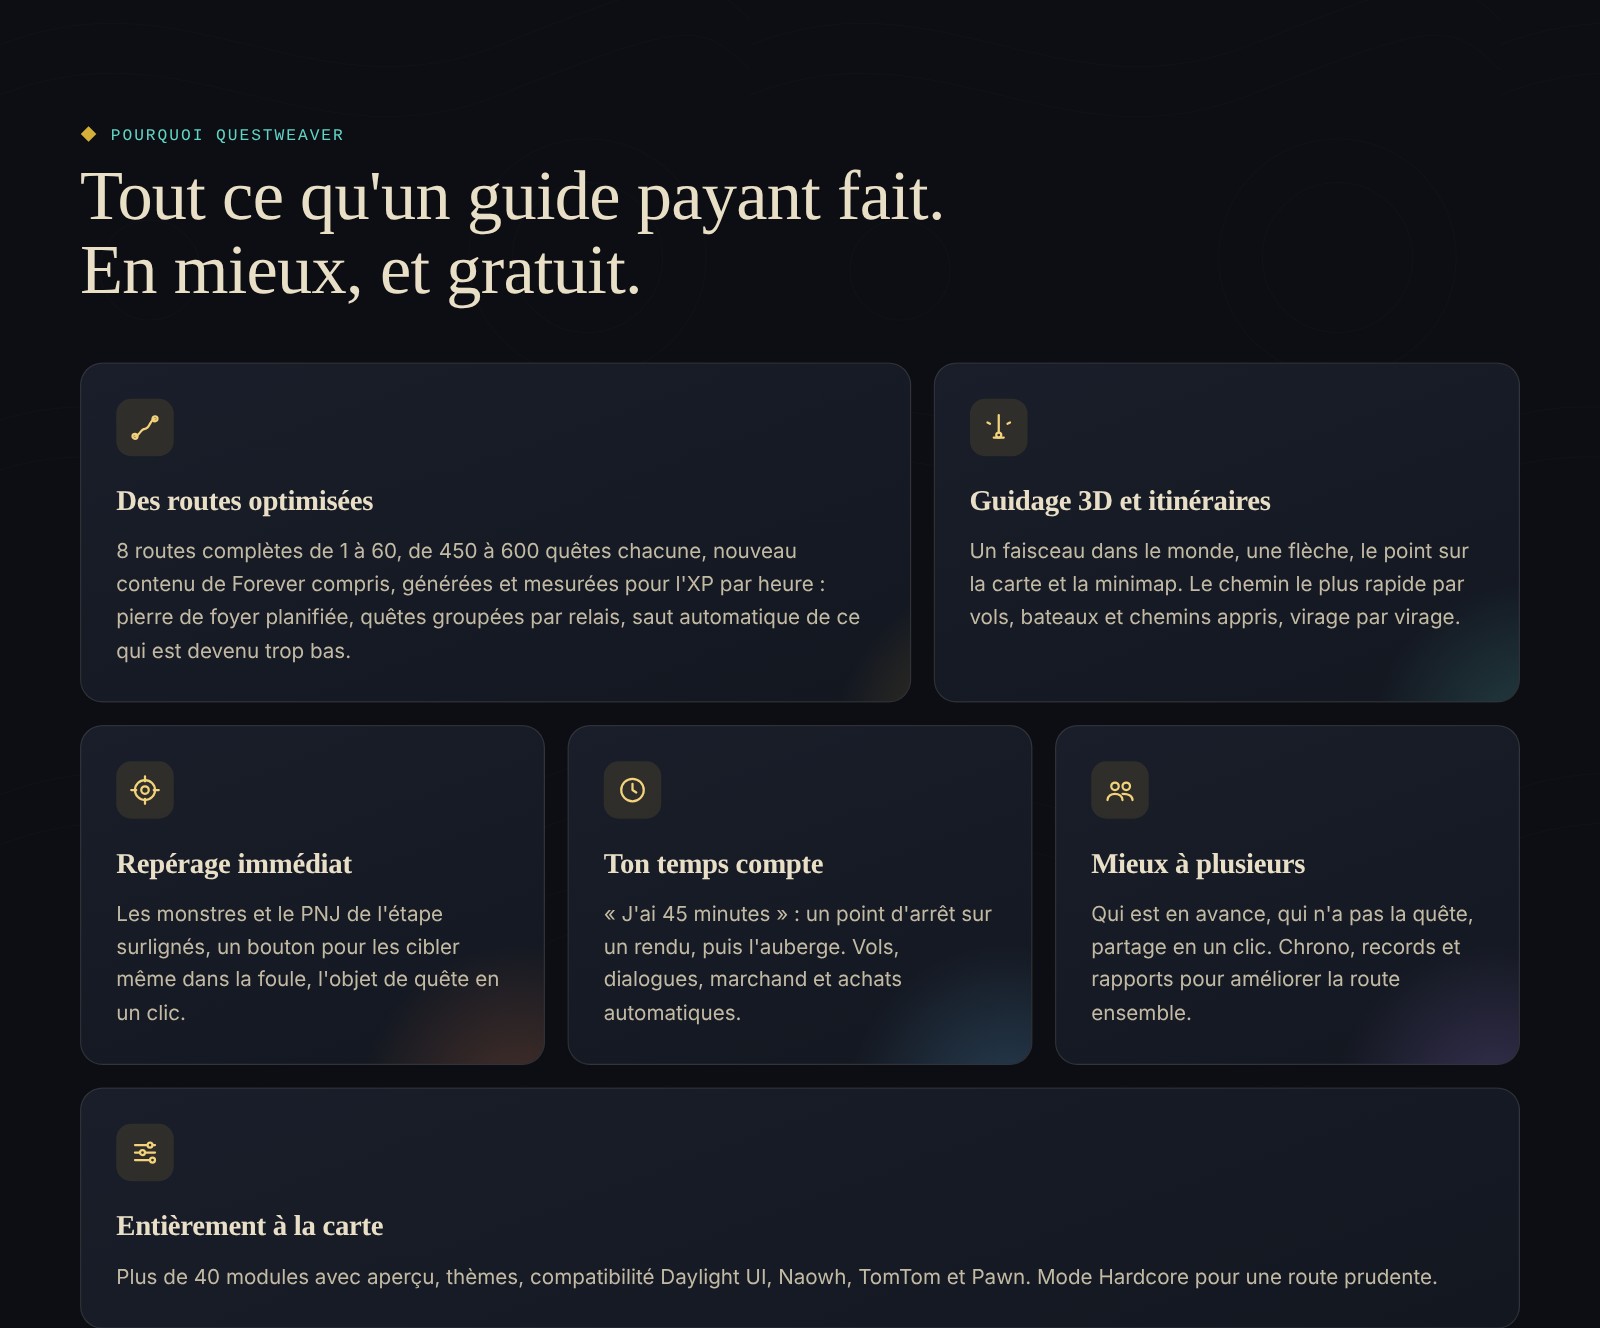 POURQUOI QUESTWEAVER
Tout ce qu'un guide payant fait.
En mieux, et gratuit.
Des routes optimisées
8 routes complètes de 1 à 60, de 450 à 600 quêtes chacune, nouveau
contenu de Forever compris, générées et mesurées pour l'XP par heure :
pierre de foyer planifiée, quêtes groupées par relais, saut automatique de ce
qui est devenu trop bas.
Guidage 3D et itinéraires
Un faisceau dans le monde, une flèche, le point sur
la carte et la minimap. Le chemin le plus rapide par
vols, bateaux et chemins appris, virage par virage.
Repérage immédiat
Les monstres et le PNJ de l'étape
surlignés, un bouton pour les cibler
même dans la foule, l'objet de quête en
un clic.
Ton temps compte
« J'ai 45 minutes » : un point d'arrêt sur
un rendu, puis l'auberge. Vols,
dialogues, marchand et achats
automatiques.
Mieux à plusieurs
Qui est en avance, qui n'a pas la quête,
partage en un clic. Chrono, records et
rapports pour améliorer la route
ensemble.
Entièrement à la carte
Plus de 40 modules avec aperçu, thèmes, compatibilité Daylight UI, Naowh, TomTom et Pawn. Mode Hardcore pour une route prudente.